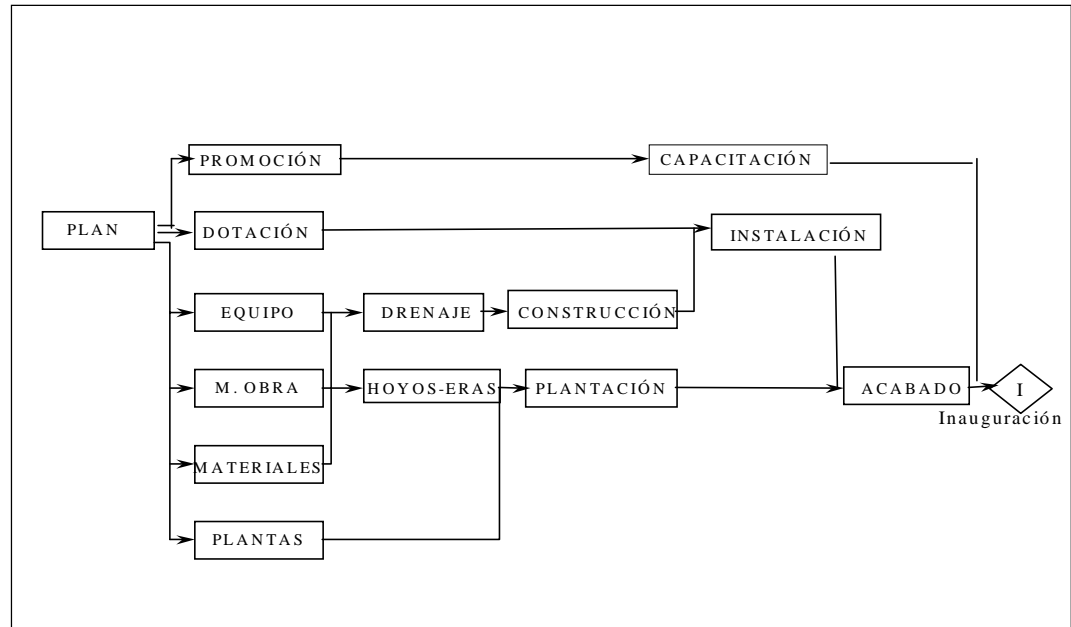 PROMOCIÓN
CAPACITACIÓN
PLAN
DOTACIÓN
INSTALACIÓN
EQUIPO
DRENAJE
CONSTRUCCIÓN
M. OBRA
HOYOS-ERAS
PLANTACIÓN
ACABADO
I
Inauguración
MATERIALES
PLANTAS